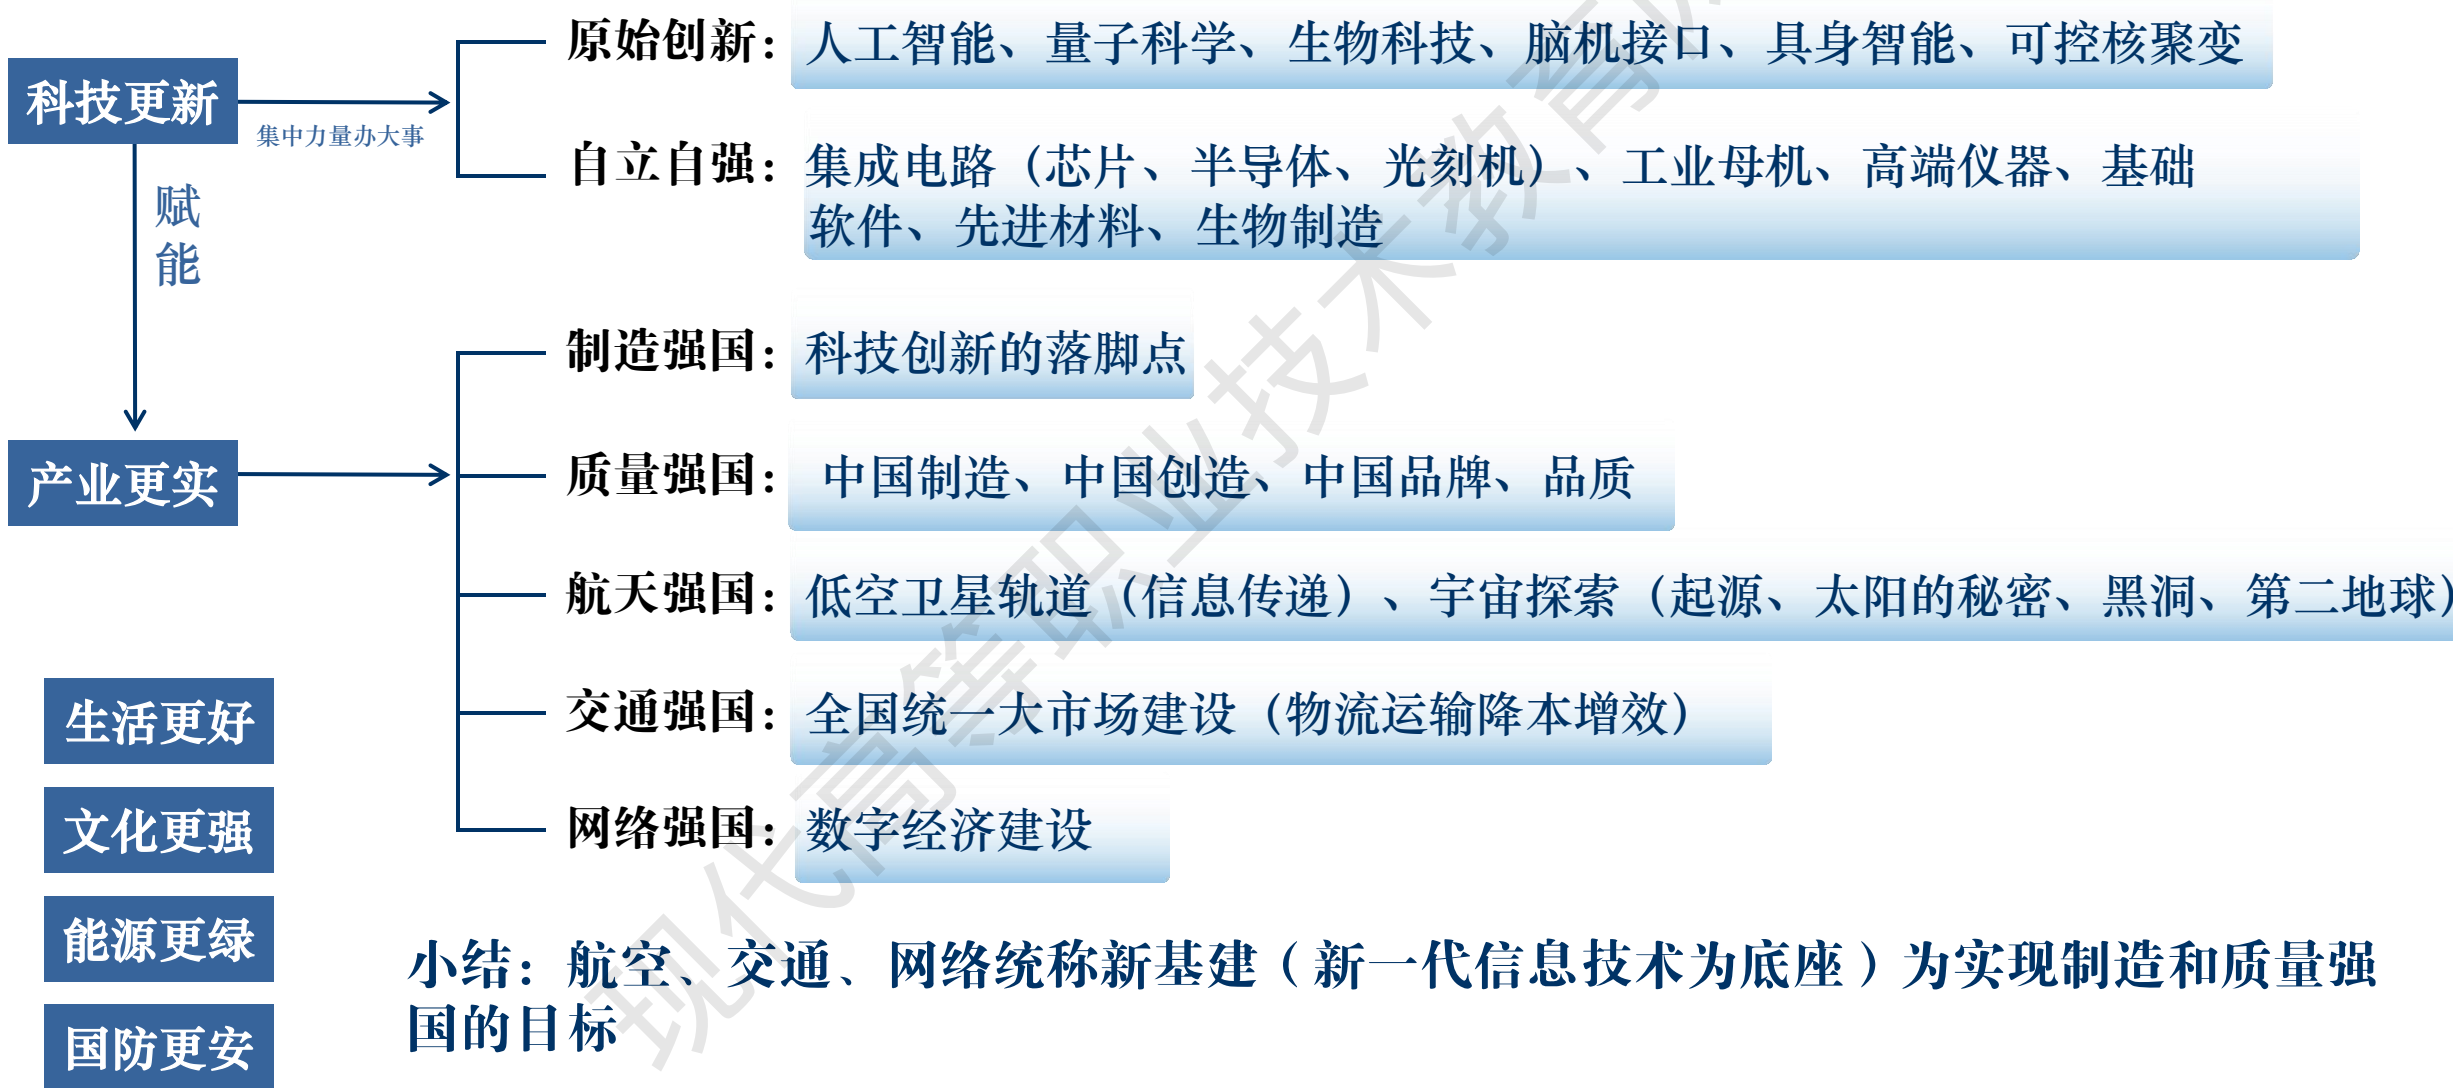 科技更新
集中力量办大事
原始创新：人工智能、量子科学、生物科技、脑机接口、具身智能、可控核聚变
自立自强：集成电路（芯片、半导体、光刻机）、工业母机、高端仪器、基础
软件、先进材料、生物制造
赋
能
产业更实
制造强国：科技创新的落脚点
质量强国：中国制造、中国创造、中国品牌、品质
航天强国：低空卫星轨道（信息传递）、宇宙探索（起源、太阳的秘密、黑洞、第二地球）
交通强国：全国统一大市场建设（物流运输降本增效）
网络强国：数字经济建设
生活更好
文化更强
能源更绿
国防更安
小结：航空、交通、网络统称新基建（新一代信息技术为底座）为实现制造和质量强
国的目标
现代高等职业技术教育网